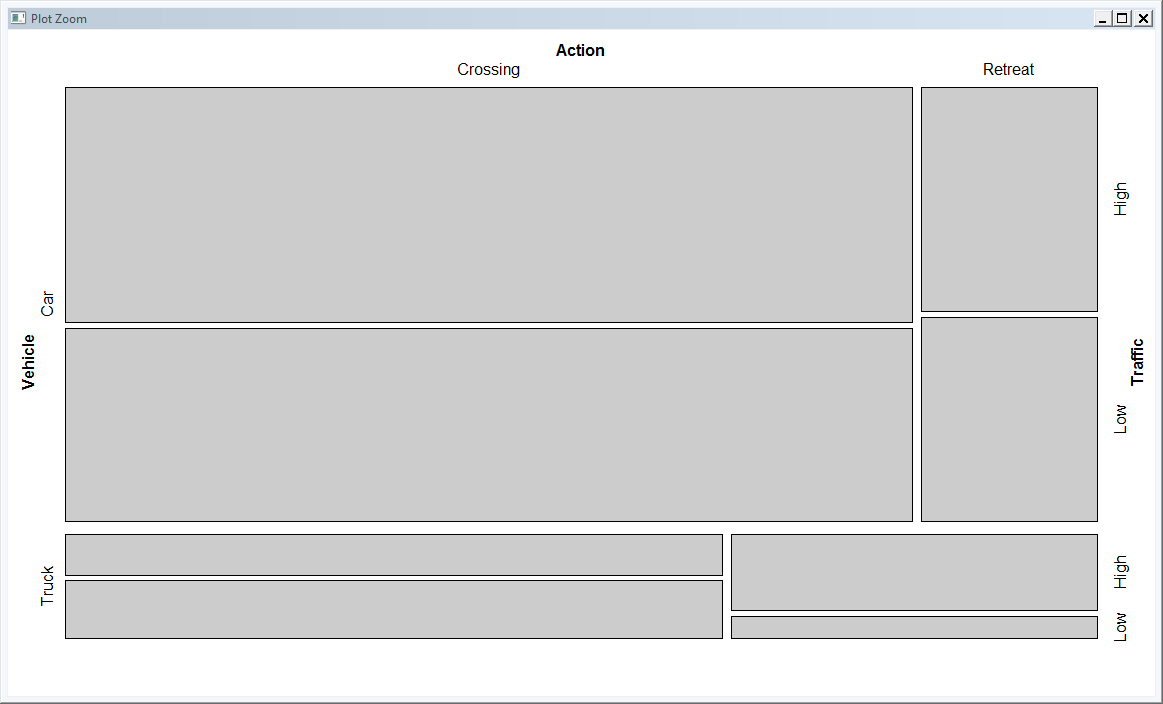 Plot Zoom
Action
Crossing
Retreat
High
Car
Vehicle
Traffic
Low
Truck
High
Low